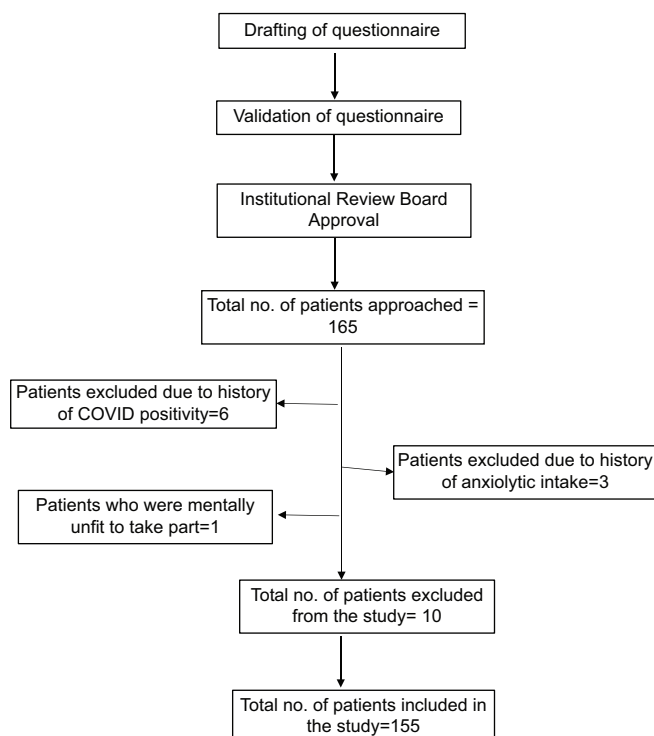 Drafting of questionnaire
Validation of questionnaire
Institutional Review Board
Approval
Total no. of patients approached =
165
Patients excluded due to history
of COVID positivity=6
Patients excluded due to history
of anxiolytic intake=3
Patients who were mentally
unfit to take part=1
Total no. of patients excluded
from the study= 10
Total no. of patients included in
the study=155